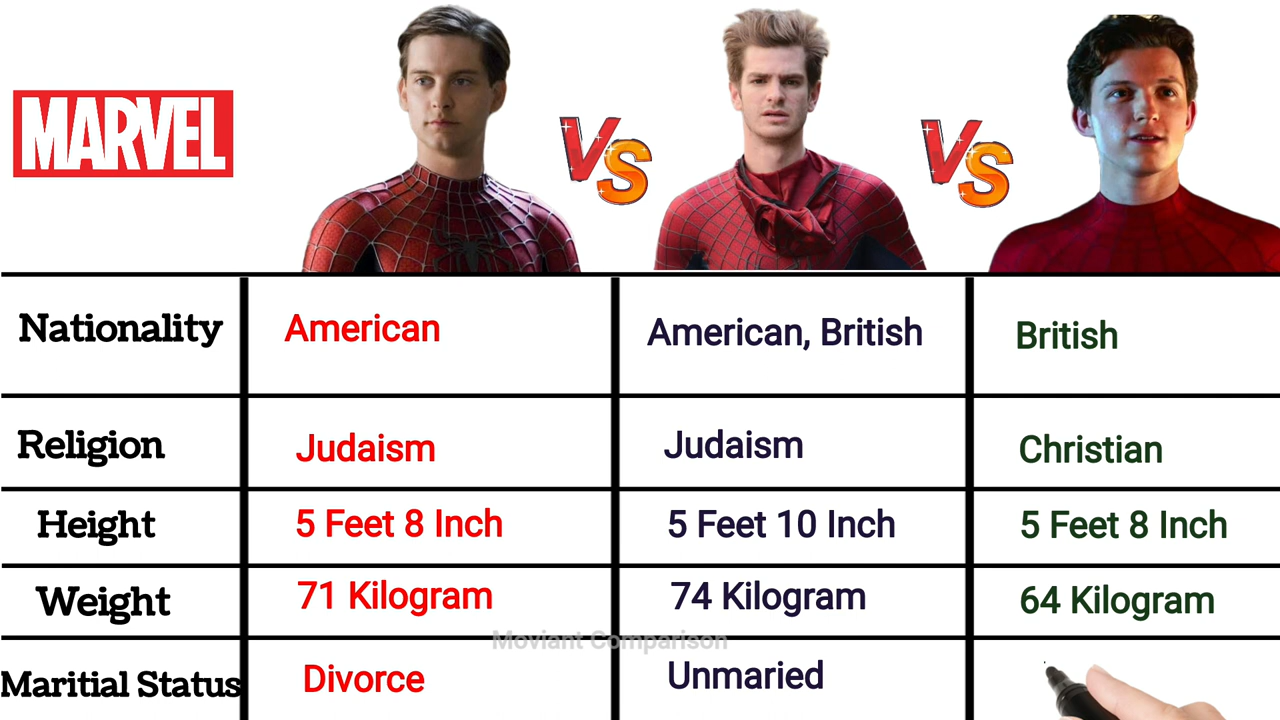 MARVEL
VS
VS
Nationality American American, British British
Religion Judaism Judaism Christian
Height 5 Feet 8 Inch 5 Feet 10 Inch 5 Feet 8 Inch
Weight 71 Kilogram 74 Kilogram 64 Kilogram
Moviant Comparison
Maritial Status Divorce Unmaried